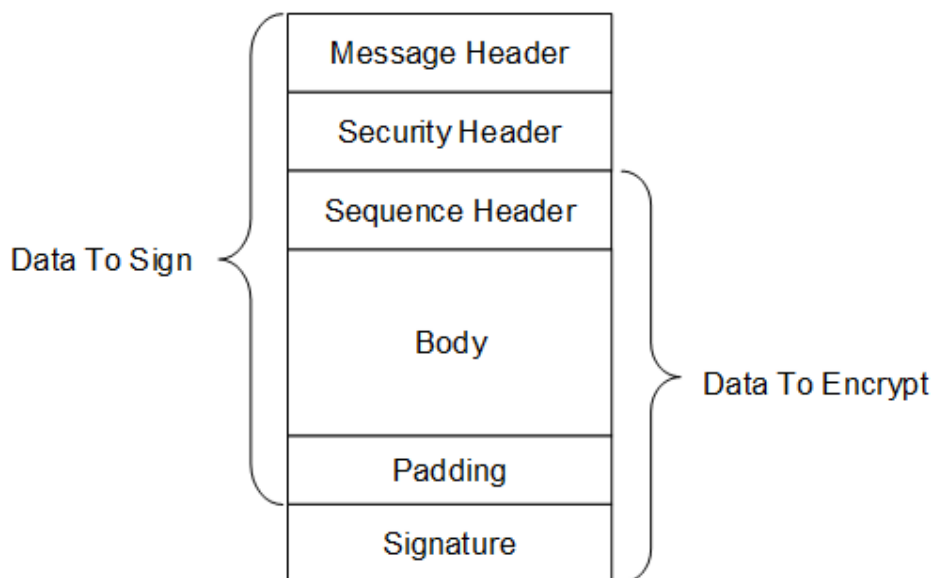 Message Header
Security Header
Sequence Header
Data To Sign
Body
Data To Encrypt
Padding
Signature